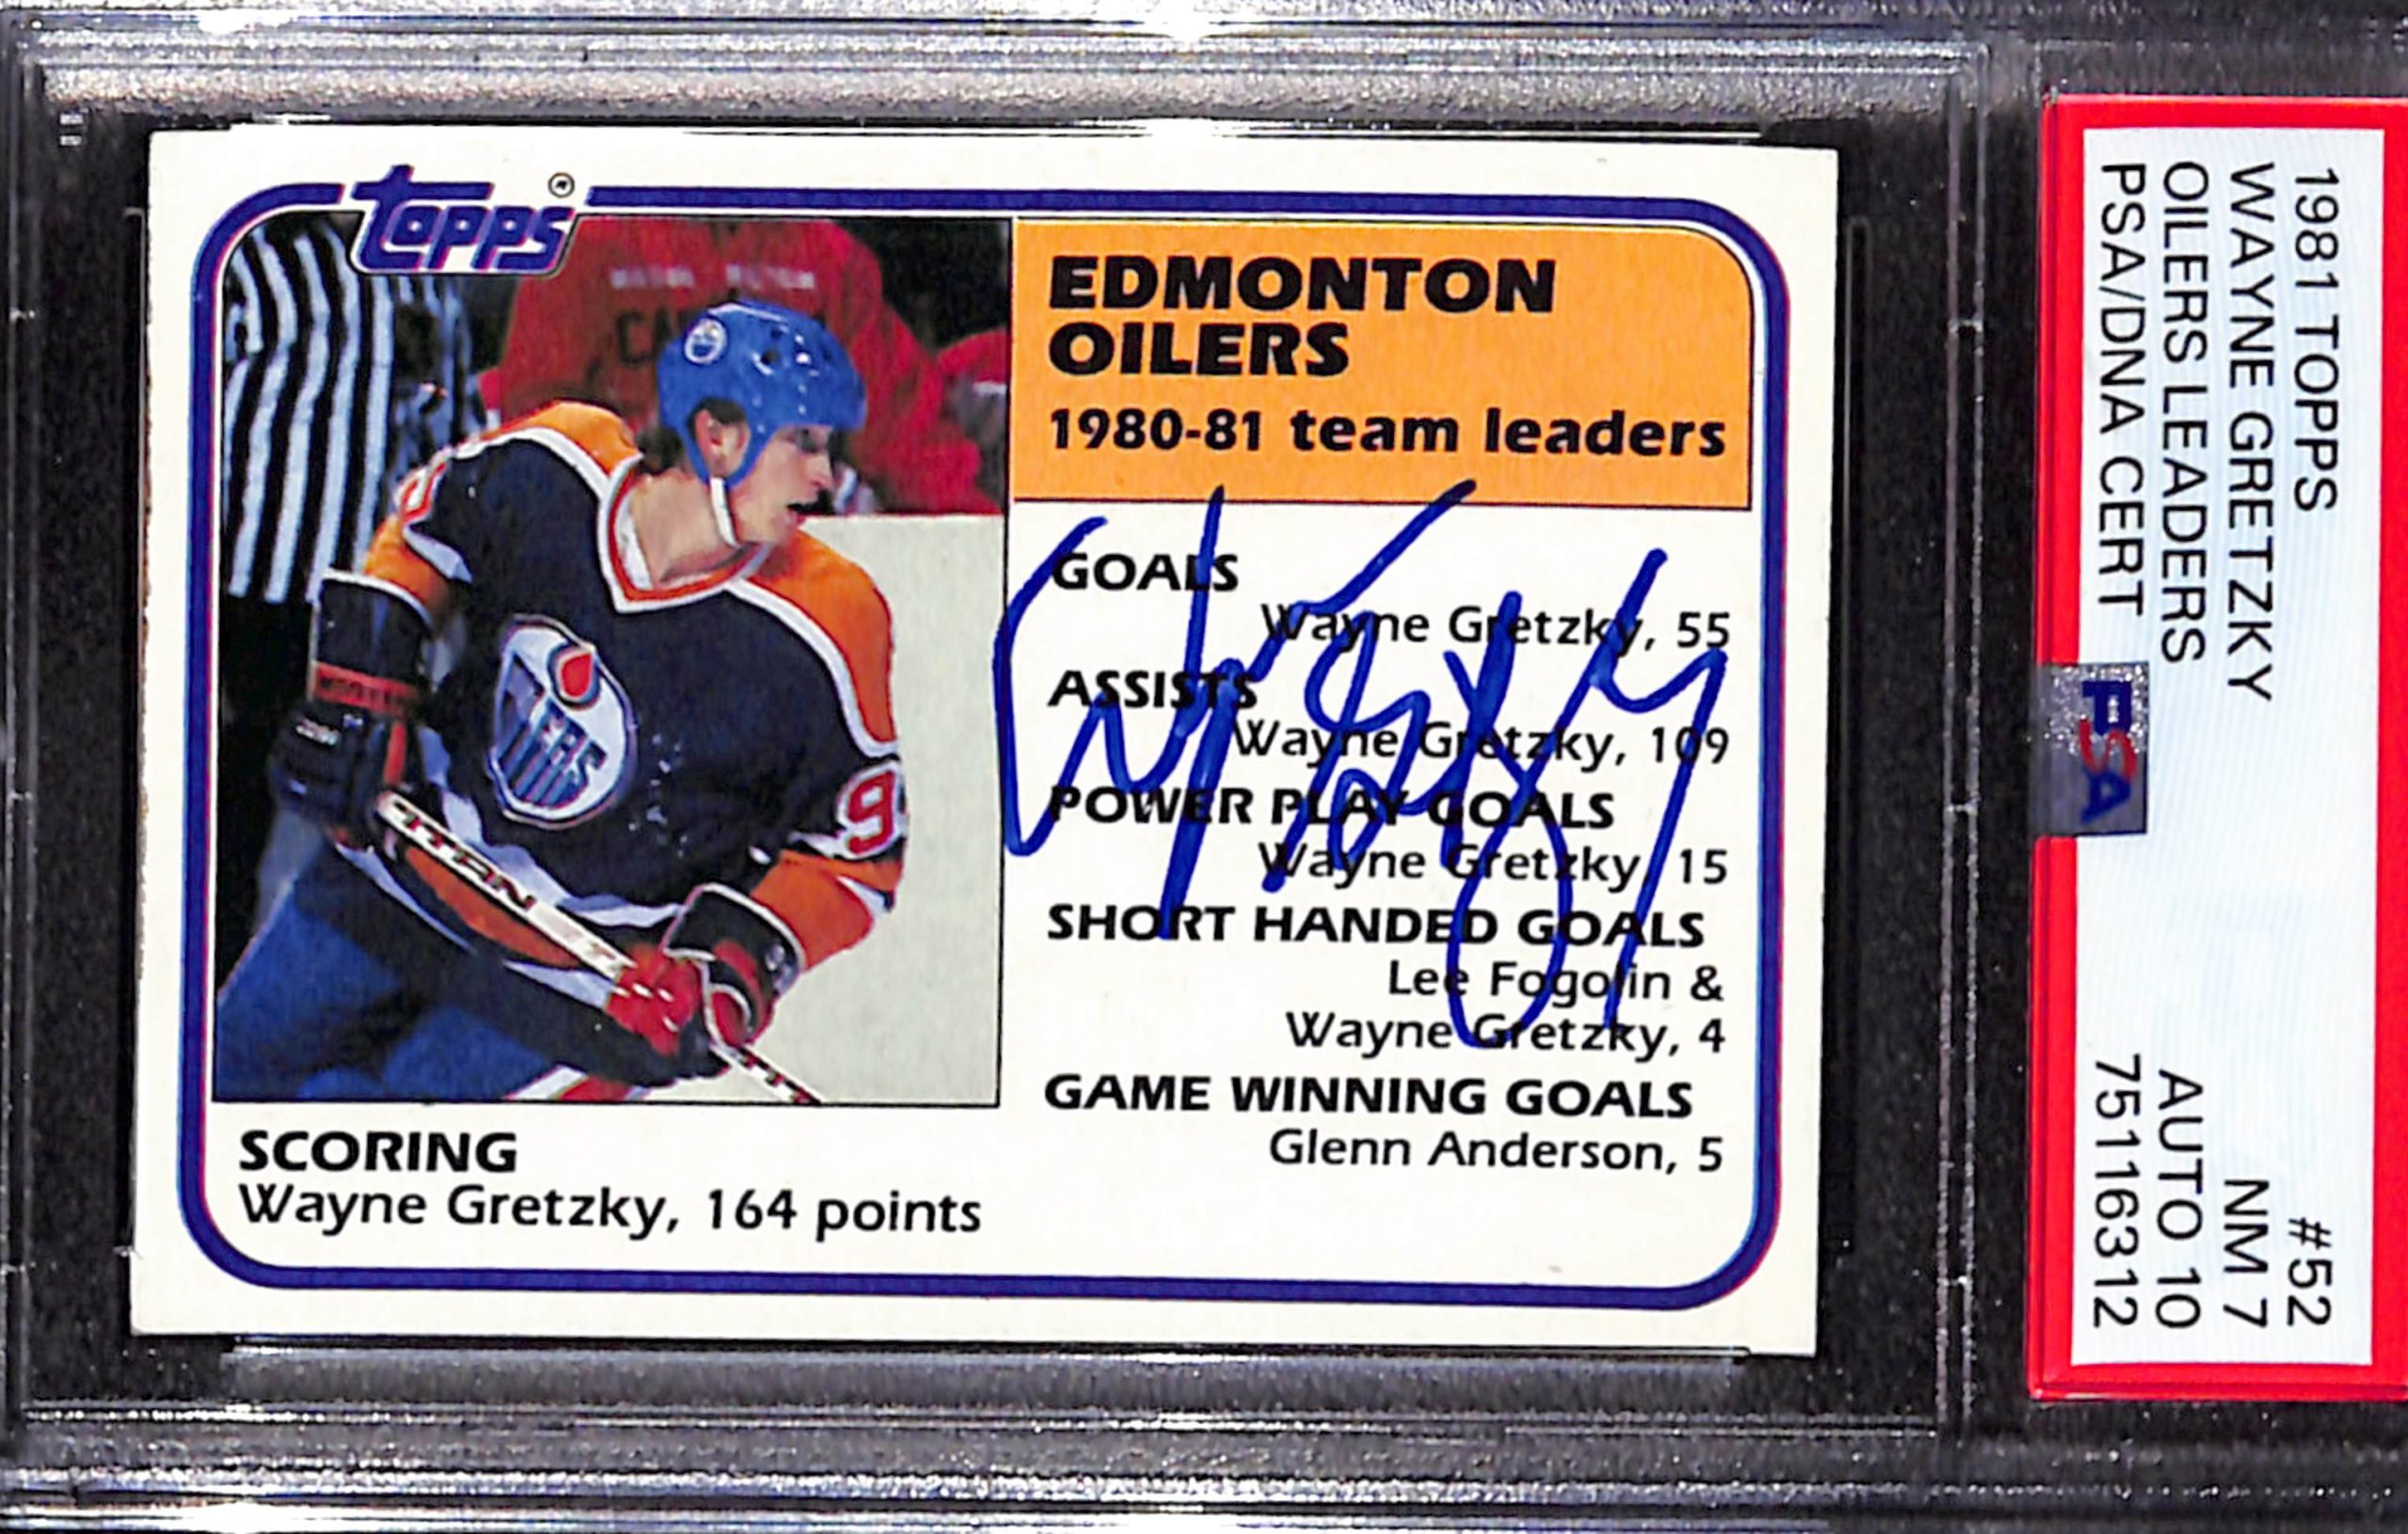 topps®
EDMONTON
OILERS
1980-81 team leaders
GOALS
Wayne Gretzky, 55
ASSISTS
Wayne Gretzky, 109
POWER PLAY GOALS
Wayne Gretzky, 15
SHORT HANDED GOALS
Lee Fogolin &
Wayne Gretzky, 4
GAME WINNING GOALS
Glenn Anderson, 5
SCORING
Wayne Gretzky, 164 points
TITAN
9
1981 TOPPS #52
WAYNE GRETZKY NM 7
OILERS LEADERS AUTO 10
PSA/DNA CERT 75116312
PSA